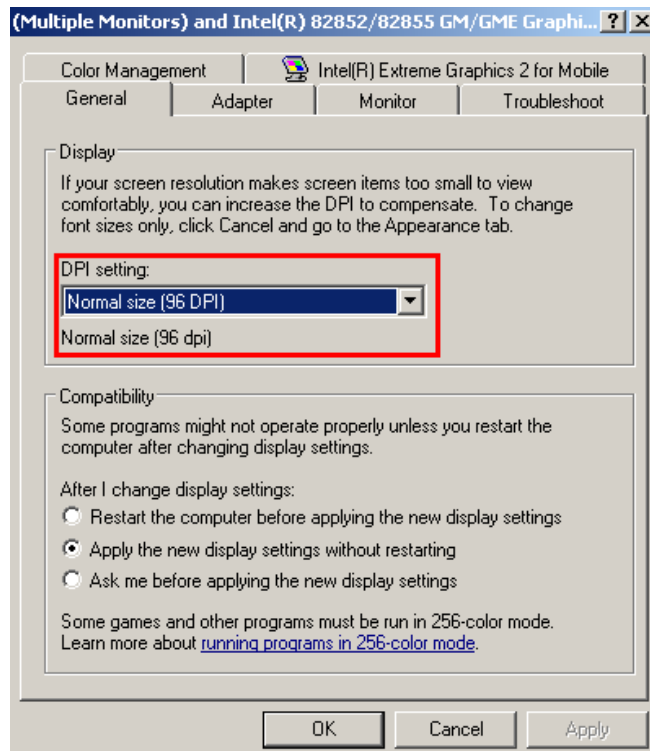 (Multiple Monitors) and Intel(R) 82852/82855 GM/GME Graphi... ? X
Color Management Intel(R) Extreme Graphics 2 for Mobile
General Adapter Monitor Troubleshoot
Display
If your screen resolution makes screen items too small to view
comfortably, you can increase the DPI to compensate. To change
font sizes only, click Cancel and go to the Appearance tab.
DPI setting:
Normal size (96 DPI)
Normal size (96 dpi)
Compatibility
Some programs might not operate properly unless you restart the
computer after changing display settings.
After I change display settings:
Restart the computer before applying the new display settings
Apply the new display settings without restarting
Ask me before applying the new display settings
Some games and other programs must be run in 256-color mode.
Learn more about running programs in 256-color mode.
OK Cancel Apply